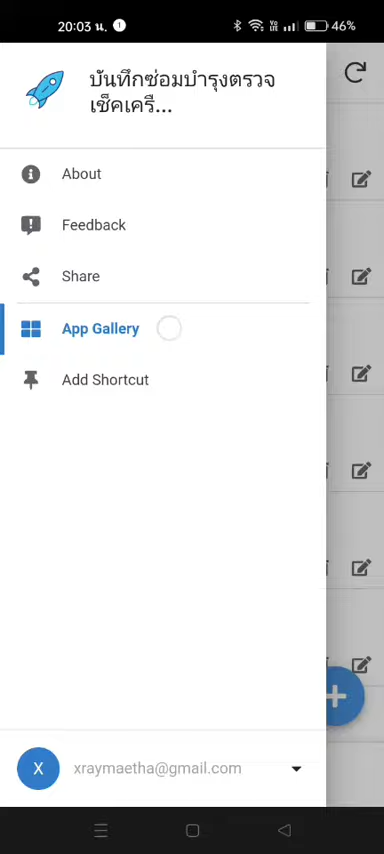 20:03 น. 1
46%
บันทึกซ่อมบำรุงตรวจ
เช็คเครื...
About
Feedback
Share
App Gallery
Add Shortcut
X
xraymaetha@gmail.com